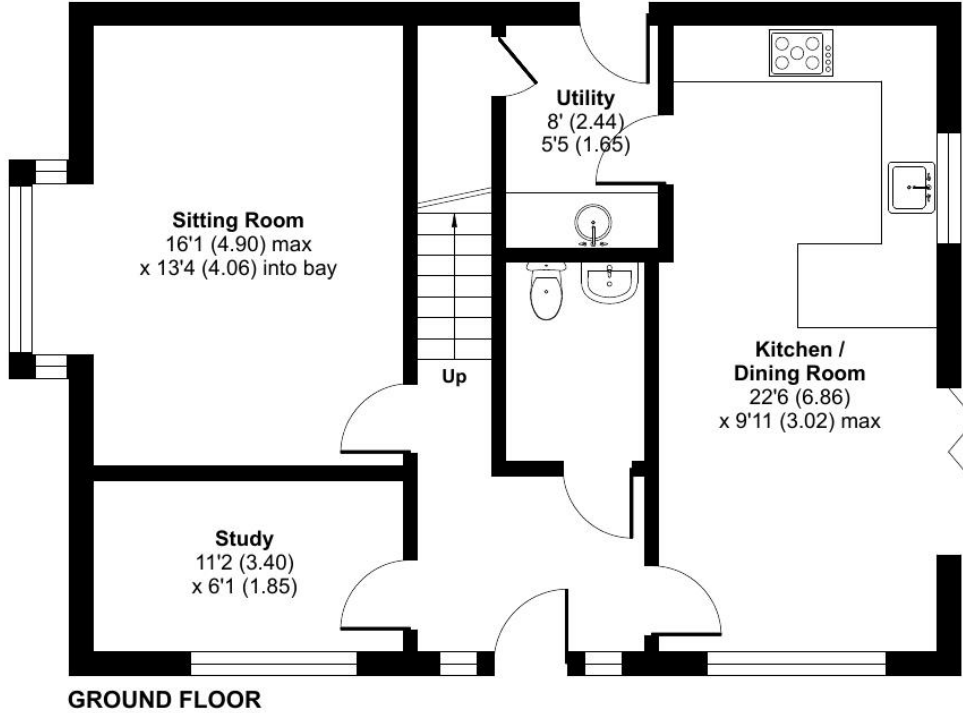 Utility
8' (2.44)
5'5 (1.65)
Sitting Room
16'1 (4.90) max
x 13'4 (4.06) into bay
Up
Kitchen /
Dining Room
22'6 (6.86)
x 9'11 (3.02) max
Study
11'2 (3.40)
x 6'1 (1.85)
GROUND FLOOR